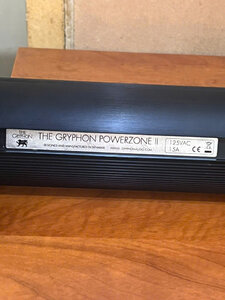 THE
GRYPHON
THE GRYPHON POWERZONE II
DESIGNED AND MANUFACTURED IN DENMARK
125VAC
15A CE